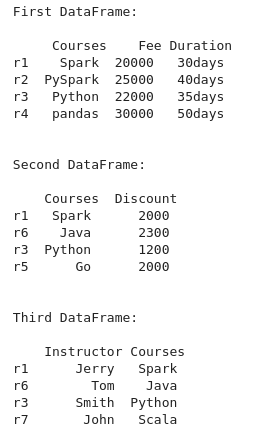 First DataFrame:
Courses Fee Duration
r1 Spark 20000 30days
r2 PySpark 25000 40days
r3 Python 22000 35days
r4 pandas 30000 50days
Second DataFrame:
Courses Discount
r1 Spark 2000
r6 Java 2300
r3 Python 1200
r5 Go 2000
Third DataFrame:
Instructor Courses
r1 Jerry Spark
r6 Tom Java
r3 Smith Python
r7 John Scala